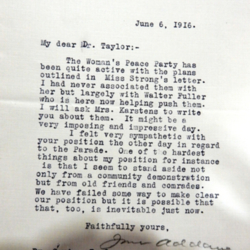 June 6, 1916.
My dear Dr. Taylor:-
The Woman's Peace Party has
been quite active with the plans
outlined in Miss Strong's letter.
I had never associated them with
her but largely with Walter Fuller
who is here now helping push them.
I will ask Mrs. Karstens to write
you about them. It might be a
very imposing and impressive day.
I felt very sympathetic with
your position the other day in regard
to the Parade. One of the hardest
things about my position for instance
is that I seem to stand aside not
only from a community demonstration
but from old friends and comrades.
We have failed some way to make clear
our position but it is possible that
that, too, is inevitable just now.
Faithfully yours,
Jane Addams